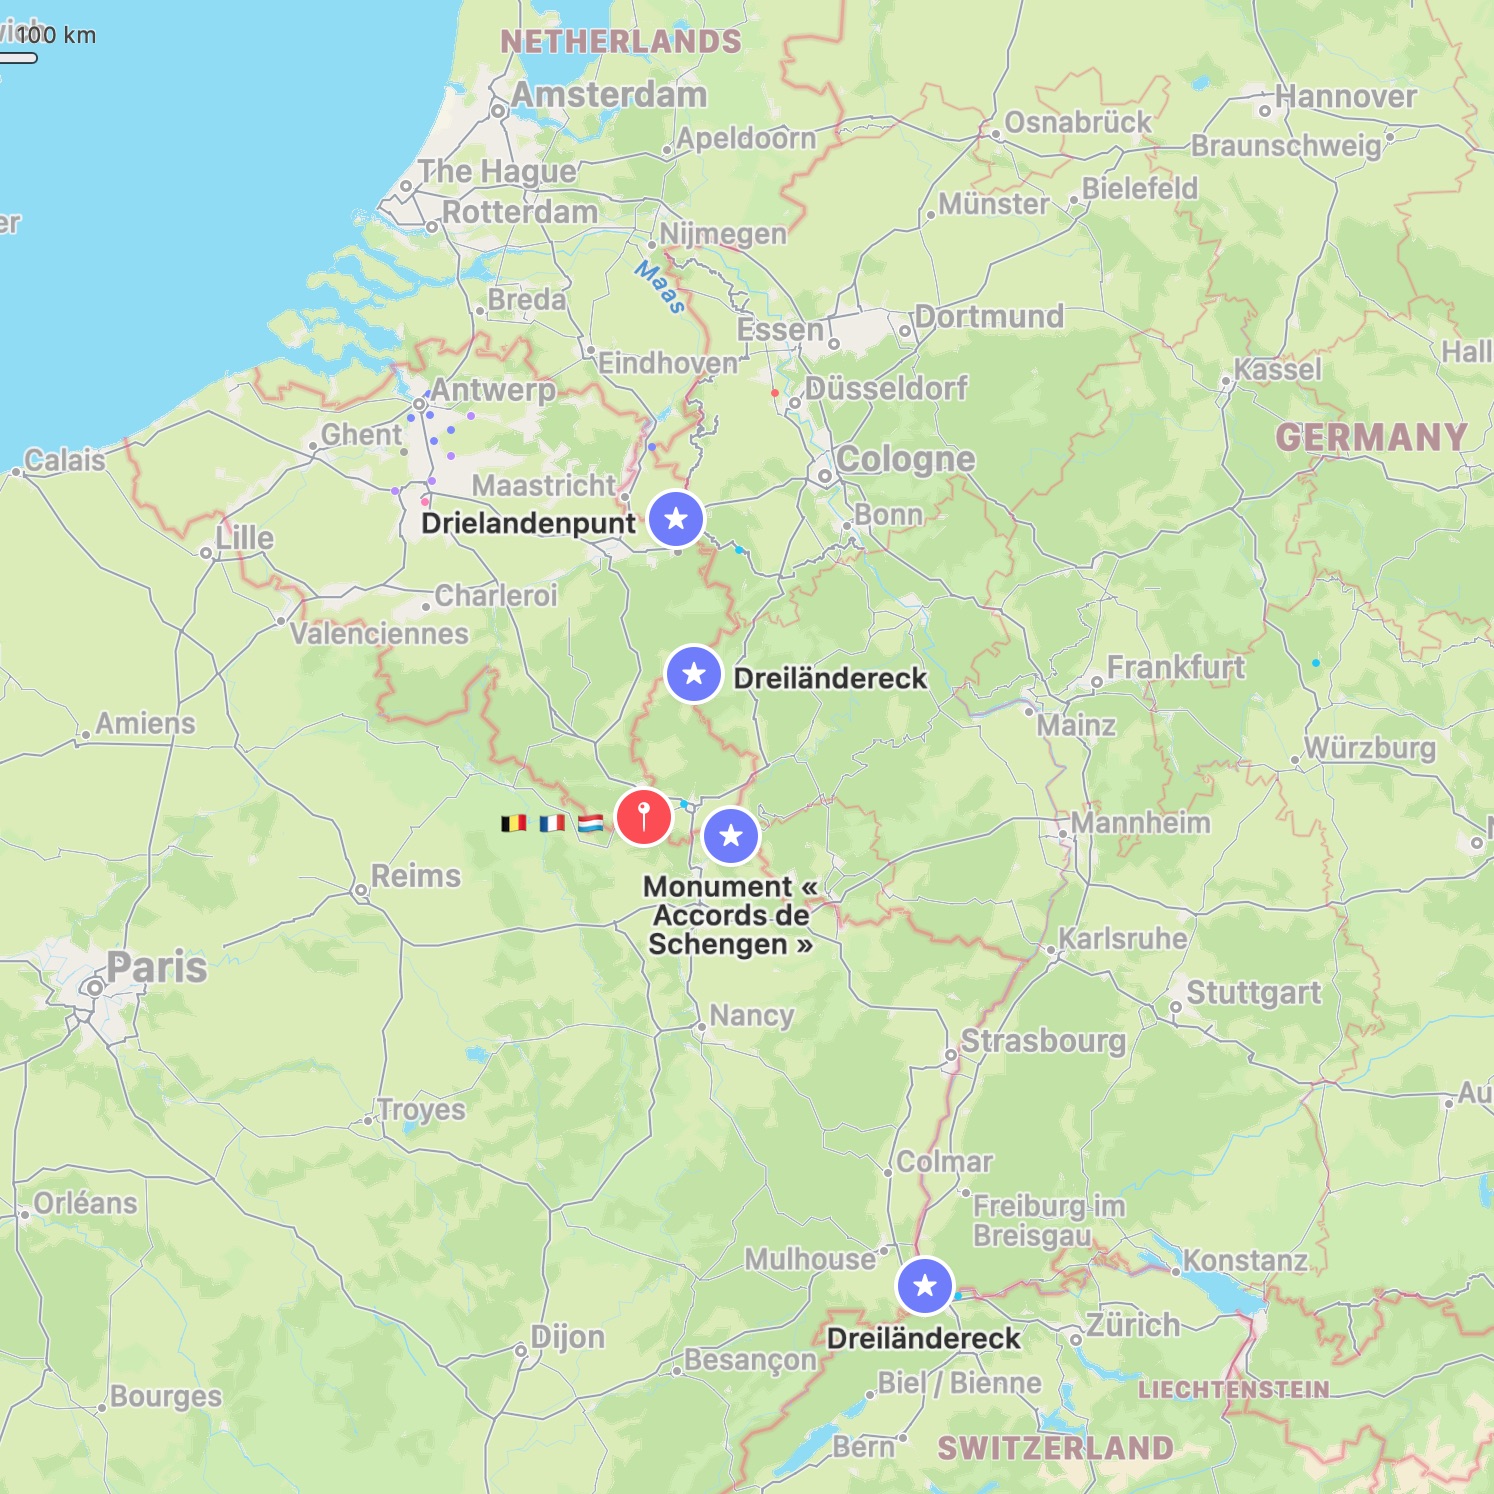 100 km
NETHERLANDS
Amsterdam
Hannover
Osnabrück
Apeldoorn
Braunschweig
The Hague
Bielefeld
Münster
Rotterdam
Nijmegen
Maas
Breda
Essen
Dortmund
Eindhoven
Hall
Kassel
Antwerp
Düsseldorf
Ghent
GERMANY
Calais
Cologne
Maastricht
Bonn
Drielandenpunt
Lille
Charleroi
Valenciennes
Frankfurt
Dreiländereck
Amiens
Mainz
Würzburg
Mannheim
Reims
Monument «
Accords de
Schengen »
Karlsruhe
Paris
Stuttgart
Nancy
Strasbourg
Au
Troyes
Colmar
Orléans
Freiburg im
Breisgau
Mulhouse
Konstanz
Zürich
Dijon
Dreiländereck
Besançon
Biel / Bienne
LIECHTENSTEIN
Bourges
Bern
SWITZERLAND